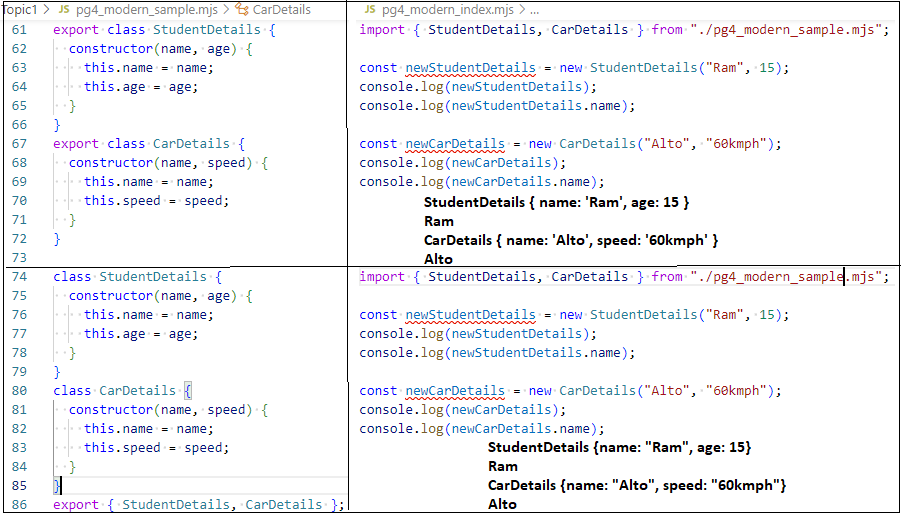 Topic1 > JS pg4_modern_sample.mjs > CarDetails
61 export class StudentDetails {
62 constructor(name, age) {
63 this.name = name;
64 this.age = age;
65 }
66 }
67 export class CarDetails {
68 constructor(name, speed) {
69 this.name = name;
70 this.speed = speed;
71 }
72 }
73
JS pg4_modern_index.mjs > ...
import { StudentDetails, CarDetails } from "./pg4_modern_sample.mjs";
const newStudentDetails = new StudentDetails("Ram", 15);
console.log(newStudentDetails);
console.log(newStudentDetails.name);
const newCarDetails = new CarDetails("Alto", "60kmph");
console.log(newCarDetails);
console.log(newCarDetails.name);
StudentDetails { name: 'Ram', age: 15 }
Ram
CarDetails { name: 'Alto', speed: '60kmph' }
Alto
74 class StudentDetails {
75 constructor(name, age) {
76 this.name = name;
77 this.age = age;
78 }
79 }
80 class CarDetails {
81 constructor(name, speed) {
82 this.name = name;
83 this.speed = speed;
84 }
85 }
86 export { StudentDetails, CarDetails };
import { StudentDetails, CarDetails } from "./pg4_modern_sample.mjs";
const newStudentDetails = new StudentDetails("Ram", 15);
console.log(newStudentDetails);
console.log(newStudentDetails.name);
const newCarDetails = new CarDetails("Alto", "60kmph");
console.log(newCarDetails);
console.log(newCarDetails.name);
StudentDetails {name: "Ram", age: 15}
Ram
CarDetails {name: "Alto", speed: "60kmph"}
Alto